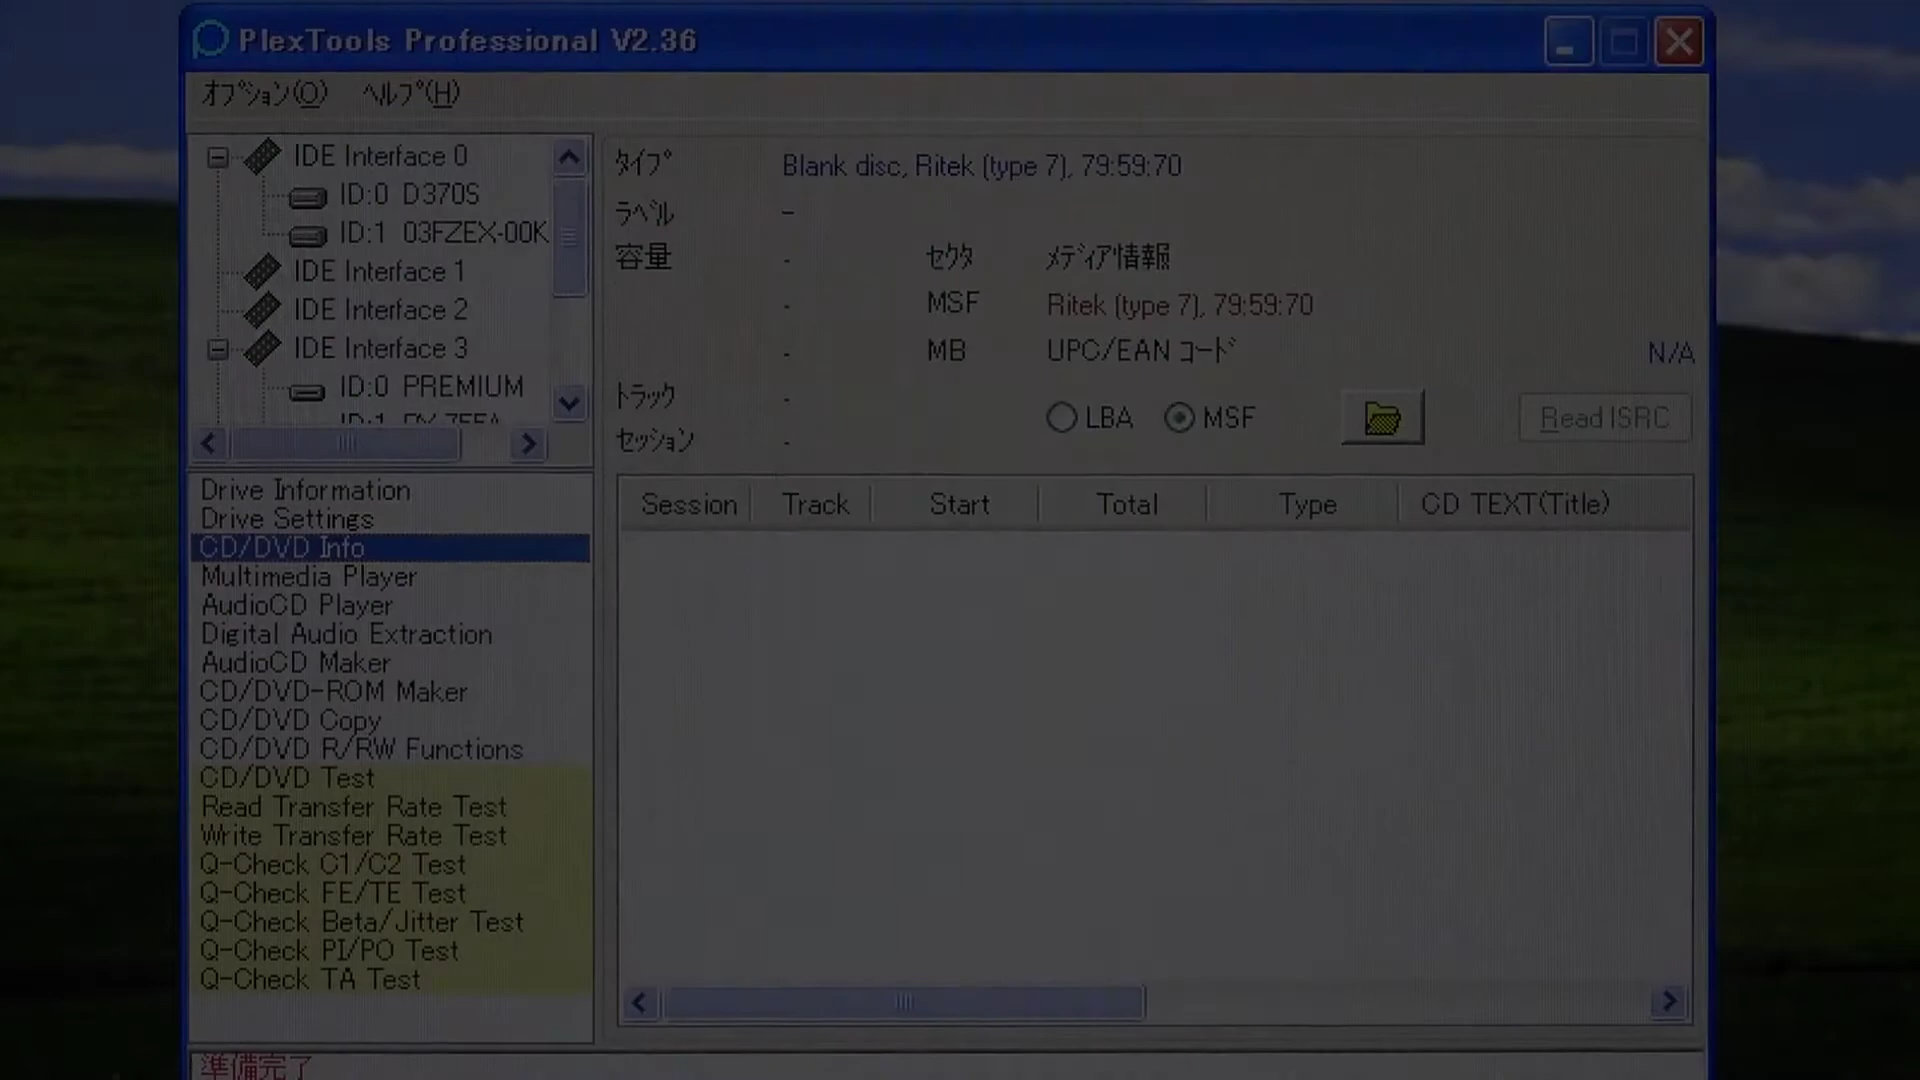 PlexTools Professional V2.36
オプション(O) ヘルプ(H)
IDE Interface 0
ID:0 D370S
ID:1 03FZEX-00K
IDE Interface 1
IDE Interface 2
IDE Interface 3
ID:0 PREMIUM
タイプ Blank disc, Ritek (type 7), 79:59:70
ラベル -
容量 - セクタ メディア情報
- MSF Ritek (type 7), 79:59:70
- MB UPC/EAN コード N/A
トラック -
LBA MSF Read ISRC
セッション -
Drive Information
Drive Settings
CD/DVD Info
Multimedia Player
AudioCD Player
Digital Audio Extraction
AudioCD Maker
CD/DVD-ROM Maker
CD/DVD Copy
CD/DVD R/RW Functions
CD/DVD Test
Read Transfer Rate Test
Write Transfer Rate Test
Q-Check C1/C2 Test
Q-Check FE/TE Test
Q-Check Beta/Jitter Test
Q-Check PI/PO Test
Q-Check TA Test
Session Track Start Total Type CD TEXT(Title)
準備完了